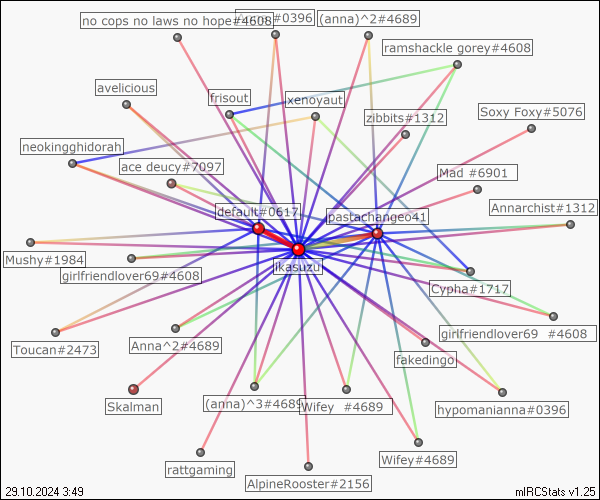 no cops no laws no hope#4608
#0396
(anna)^2#4689
ramshackle gorey#4608
avelicious
frisout
xenoyaut
zibbits#1312
Soxy Foxy#5076
neokingghidorah
ace deucy#7097
Mad #6901
default#0617
pastachangeo41
Annarchist#1312
Mushy#1984
girlfriendlover69#4608
ikasuzu
Cypha#1717
girlfriendlover69 #4608
Toucan#2473
Anna^2#4689
fakedingo
Skalman
(anna)^3#4689
Wifey #4689
hypomanianna#0396
rattgaming
AlpineRooster#2156
Wifey#4689
29.10.2024 3:49
mIRCStats v1.25